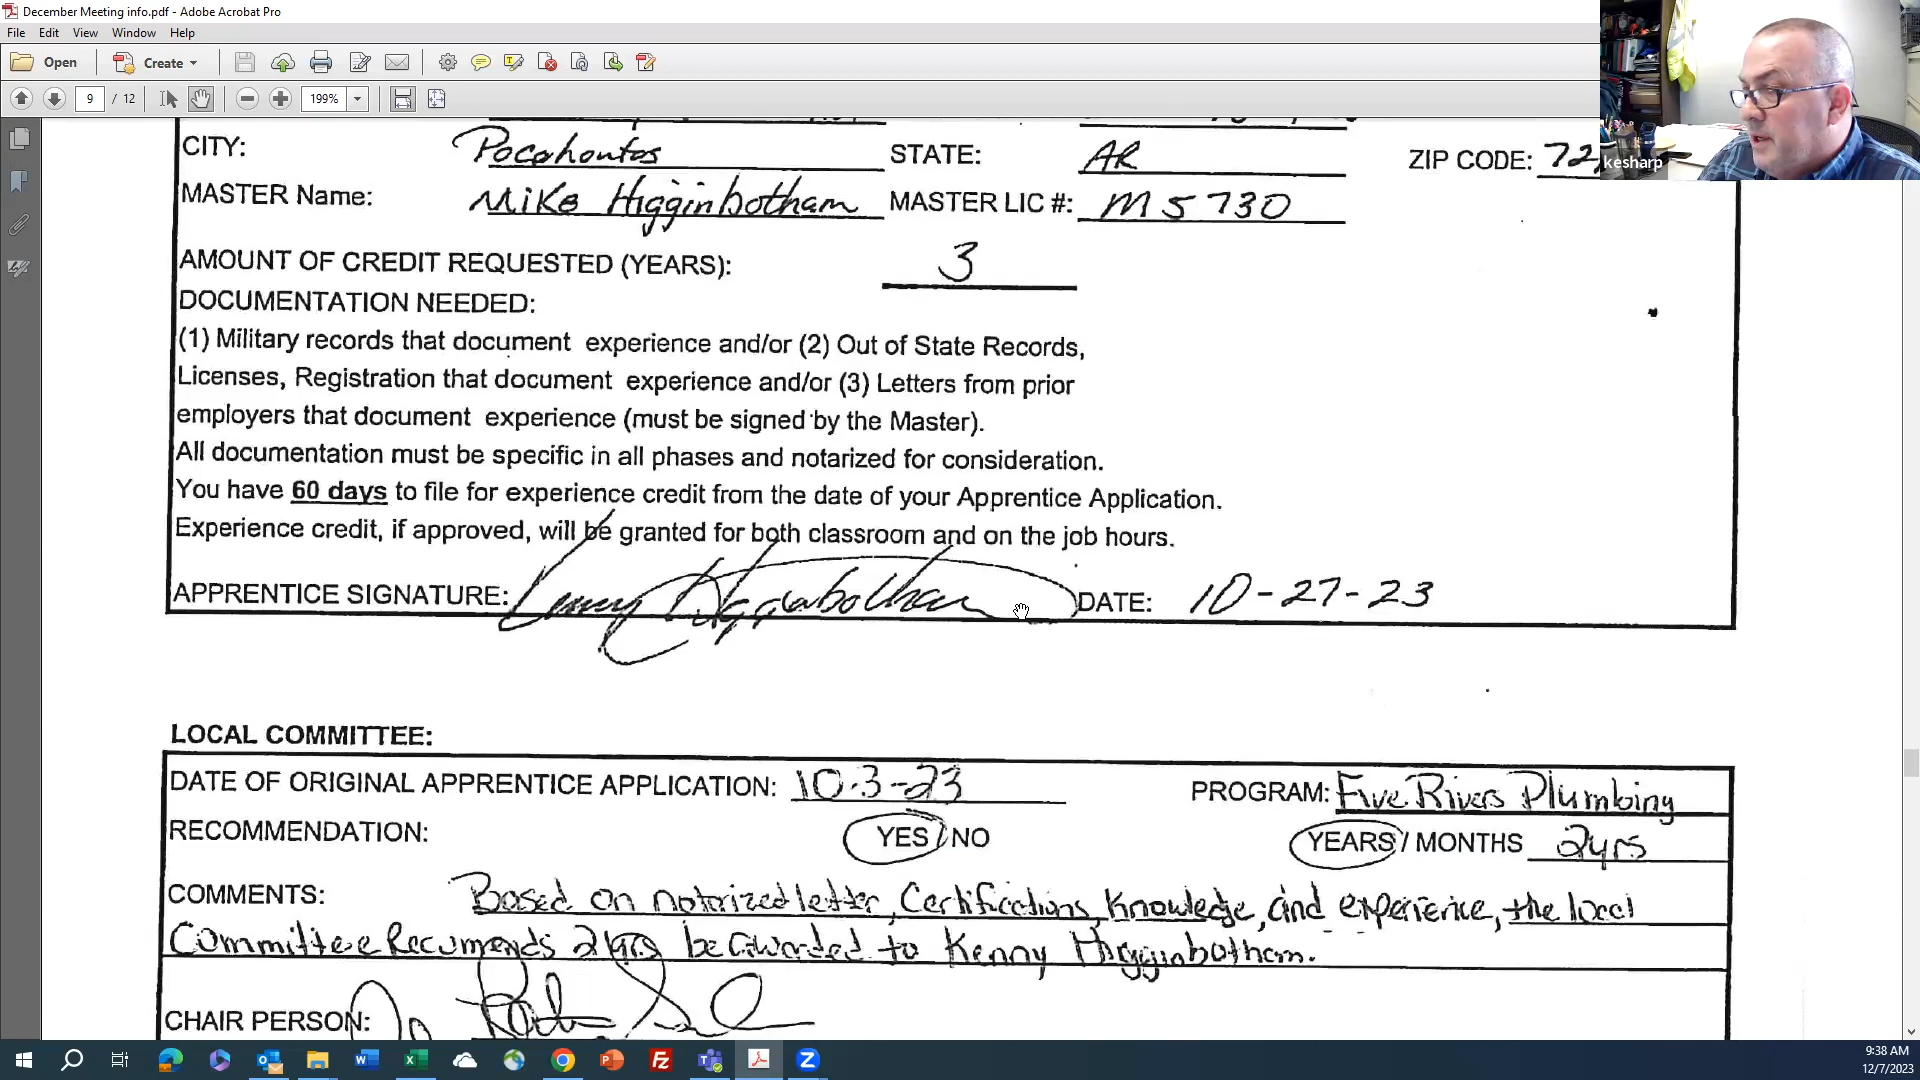 December Meeting info.pdf - Adobe Acrobat Pro
File Edit View Window Help
Open Create
9 / 12 199%
kesharp
CITY: Pocohontos STATE: AR ZIP CODE: 72
MASTER Name: Mike Higginbotham MASTER LIC #: M5730
AMOUNT OF CREDIT REQUESTED (YEARS): 3
DOCUMENTATION NEEDED:
(1) Military records that document experience and/or (2) Out of State Records,
Licenses, Registration that document experience and/or (3) Letters from prior
employers that document experience (must be signed by the Master).
All documentation must be specific in all phases and notarized for consideration.
You have 60 days to file for experience credit from the date of your Apprentice Application.
Experience credit, if approved, will be granted for both classroom and on the job hours.
APPRENTICE SIGNATURE: Kenny Higginbotham DATE: 10-27-23
LOCAL COMMITTEE:
DATE OF ORIGINAL APPRENTICE APPLICATION: 10-3-23 PROGRAM: Five Rivers Plumbing
RECOMMENDATION: YES / NO YEARS / MONTHS 2yrs
COMMENTS: Based on notorized letter, Certifications, Knowledge, and experience, the local
Committee Recumends 2 yrs be awarded to Kenny Higginbotham.
CHAIR PERSON:
9:38 AM
12/7/2023